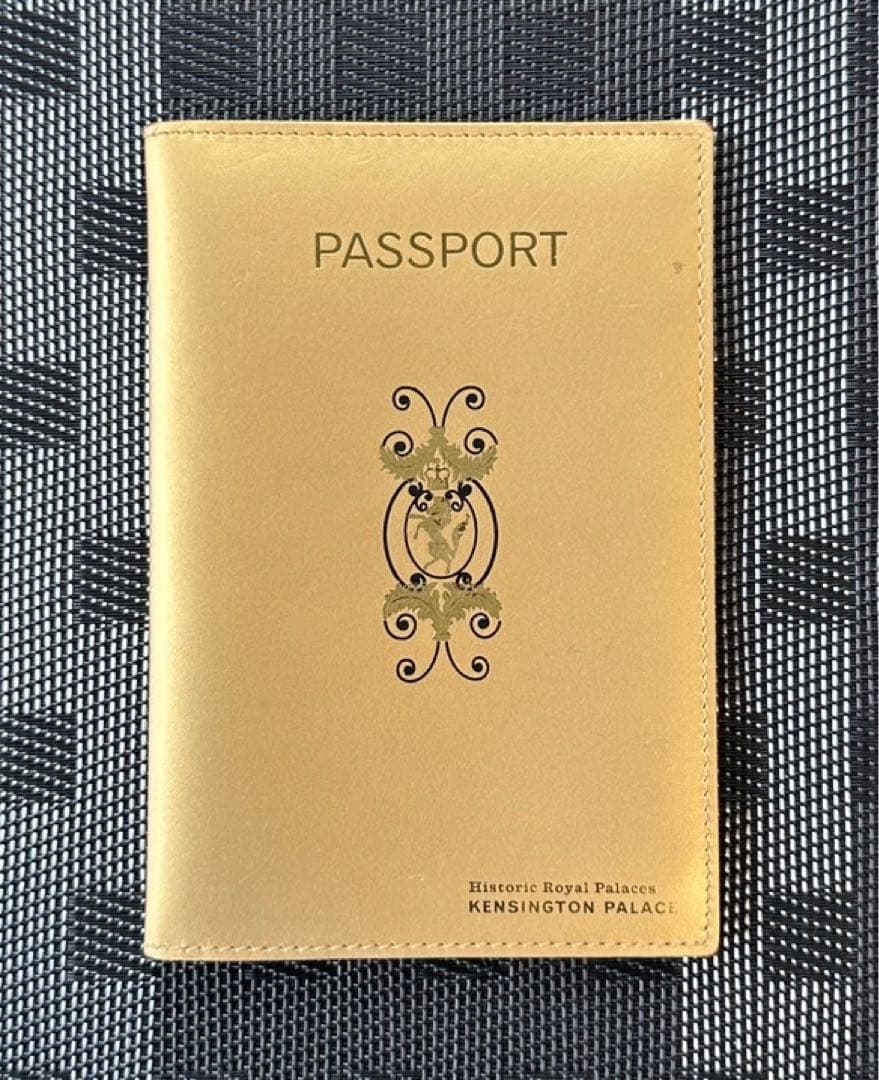 PASSPORT
Historic Royal Palaces
KENSINGTON PALACE